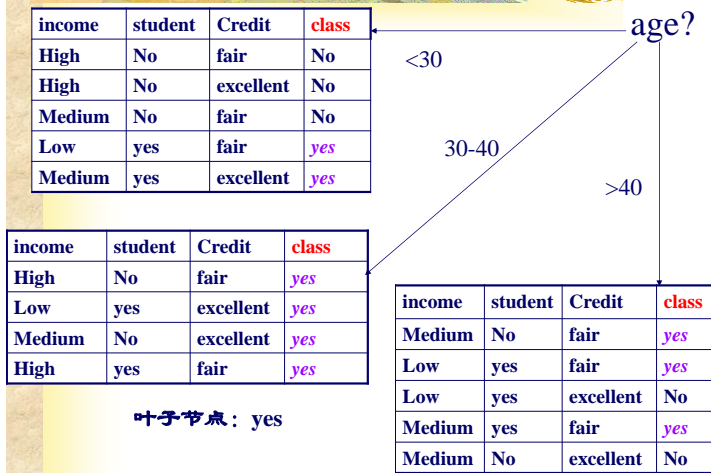 age?
<30
30-40
>40
income student Credit class
High No fair No
High No excellent No
Medium No fair No
Low yes fair yes
Medium yes excellent yes
income student Credit class
High No fair yes
Low yes excellent yes
Medium No excellent yes
High yes fair yes
叶子节点: yes
income student Credit class
Medium No fair yes
Low yes fair yes
Low yes excellent No
Medium yes fair yes
Medium No excellent No